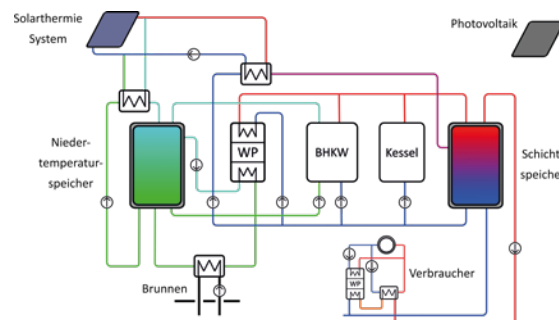 Solarthermie
System
Photovoltaik
Nieder-
temperatur-
speicher
WP
BHKW
Kessel
Schicht
speiche
Brunnen
WP
Verbraucher